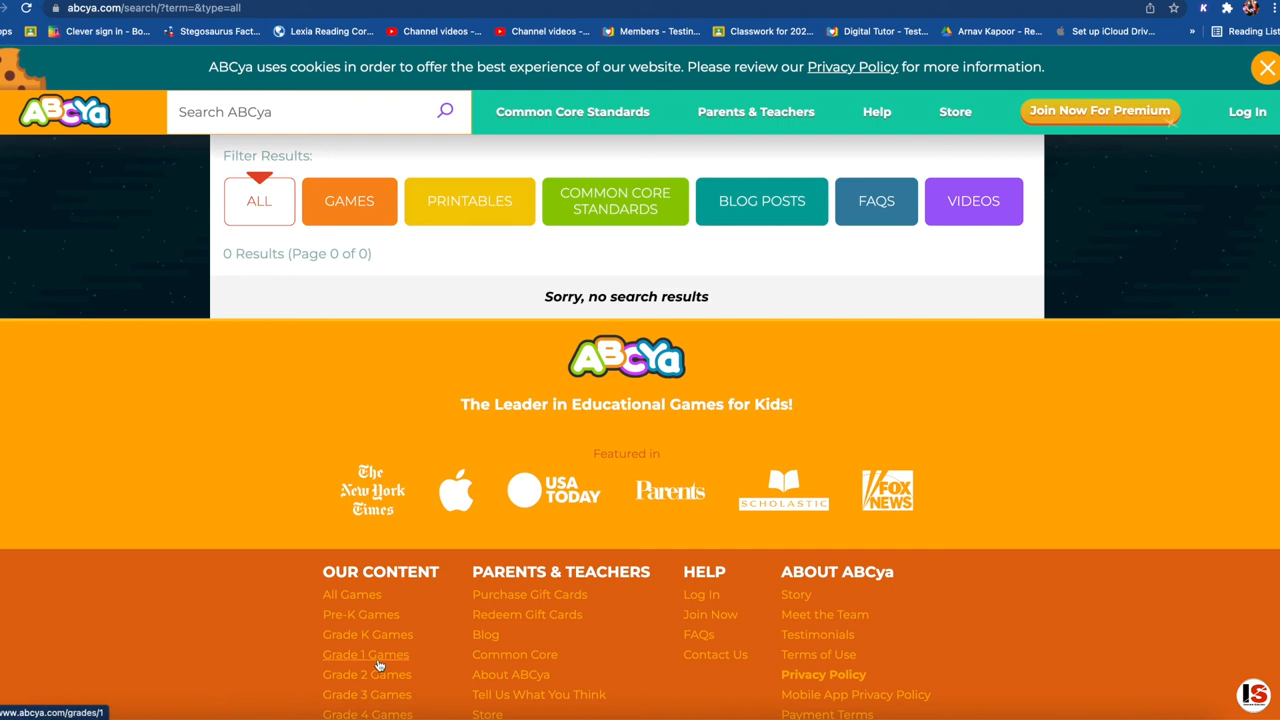 abcya.com/search/?term=&type=all
Clever sign in - Bo...
Stegosaurus Fact...
Lexia Reading Cor...
Channel videos -...
Channel videos -...
Members - Testin...
Classwork for 202...
Digital Tutor - Test...
Arnav Kapoor - Re...
Set up iCloud Driv...
»
Reading List
ABCya uses cookies in order to offer the best experience of our website. Please review our Privacy Policy for more information.
ABCYa
Search ABCya
Common Core Standards
Parents & Teachers
Help
Store
Join Now For Premium
Log In
Filter Results:
ALL
GAMES
PRINTABLES
COMMON CORE
STANDARDS
BLOG POSTS
FAQS
VIDEOS
0 Results (Page 0 of 0)
Sorry, no search results
ABCYa
The Leader in Educational Games for Kids!
Featured in
The
New York
Times
USA
TODAY
Parents
SCHOLASTIC
FOX
NEWS
OUR CONTENT
All Games
Pre-K Games
Grade K Games
Grade 1 Games
Grade 2 Games
Grade 3 Games
Grade 4 Games
PARENTS & TEACHERS
Purchase Gift Cards
Redeem Gift Cards
Blog
Common Core
About ABCya
Tell Us What You Think
Store
HELP
Log In
Join Now
FAQs
Contact Us
ABOUT ABCya
Story
Meet the Team
Testimonials
Terms of Use
Privacy Policy
Mobile App Privacy Policy
Payment Terms
www.abcya.com/grades/1
IS